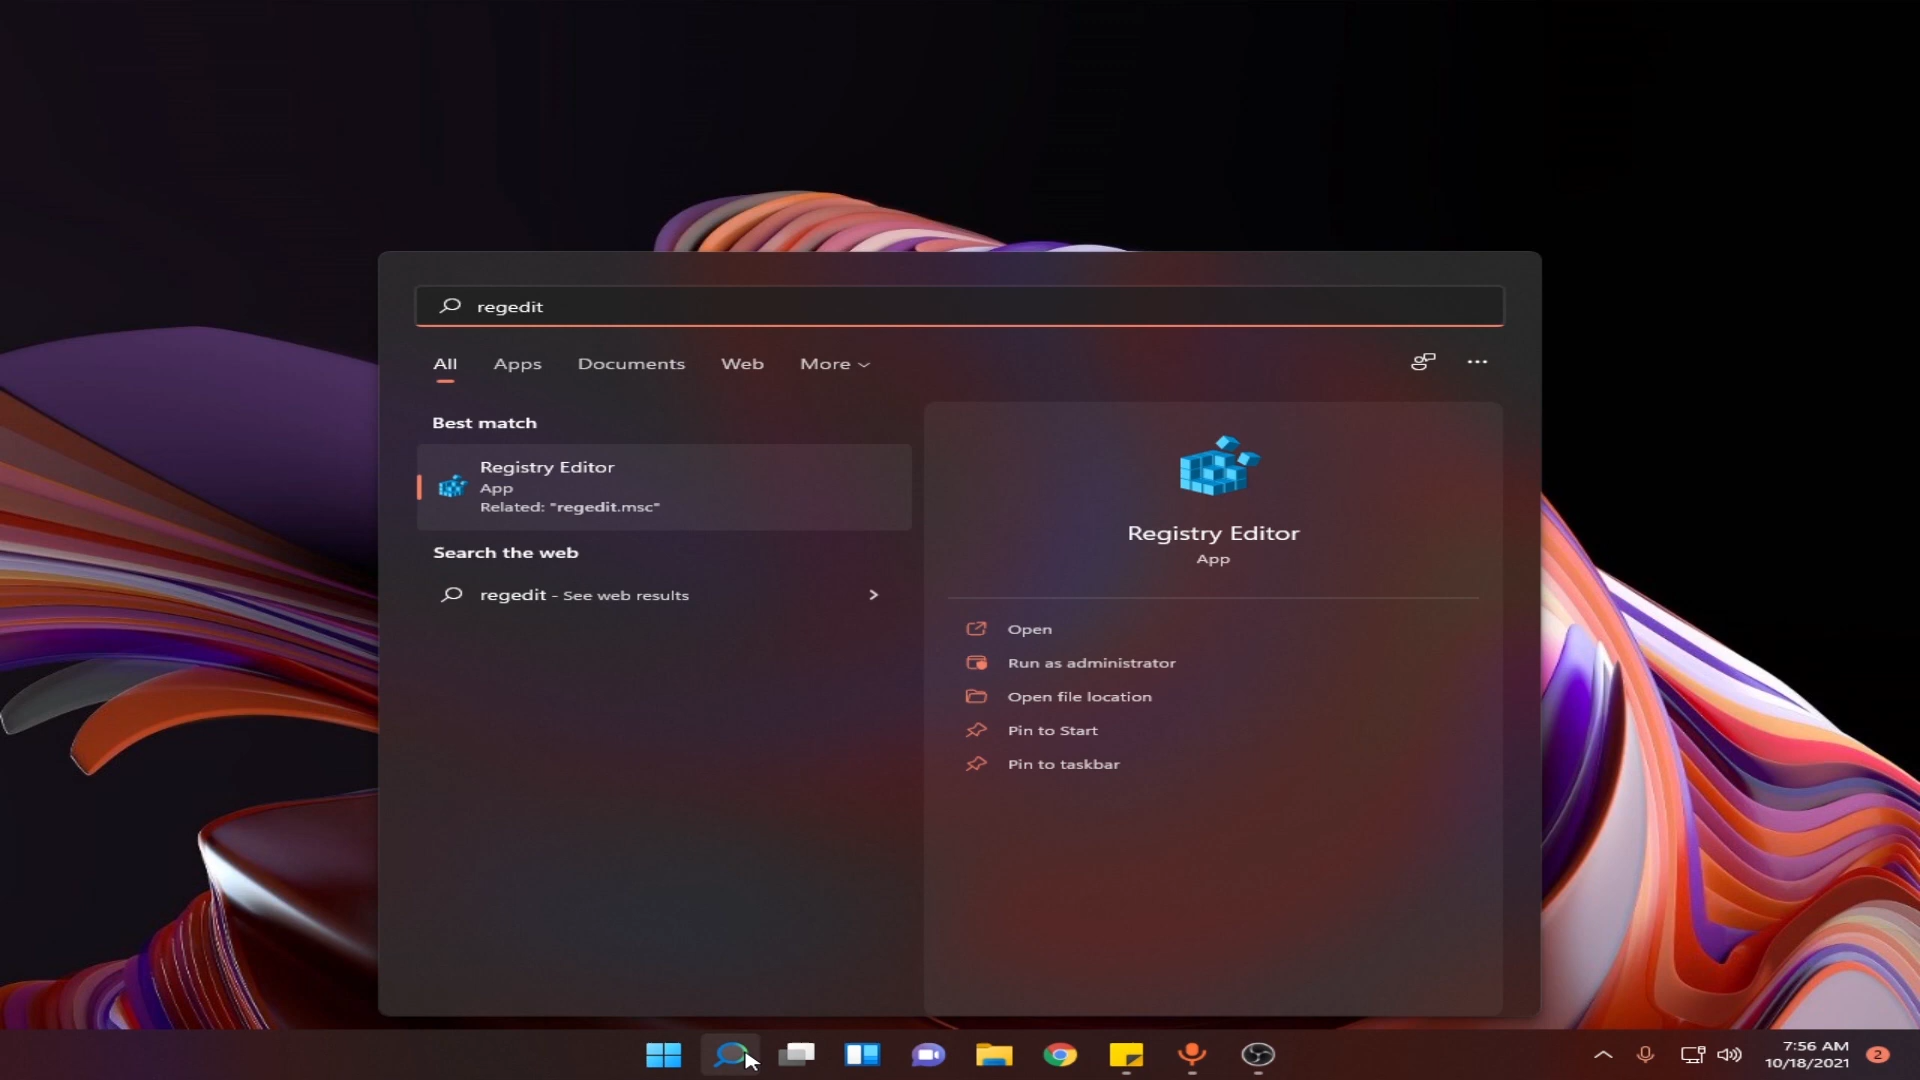 regedit
All Apps Documents Web More
Best match
Registry Editor
App
Related: "regedit.msc"
Search the web
regedit - See web results
Registry Editor
App
Open
Run as administrator
Open file location
Pin to Start
Pin to taskbar
7:56 AM
10/18/2021
2